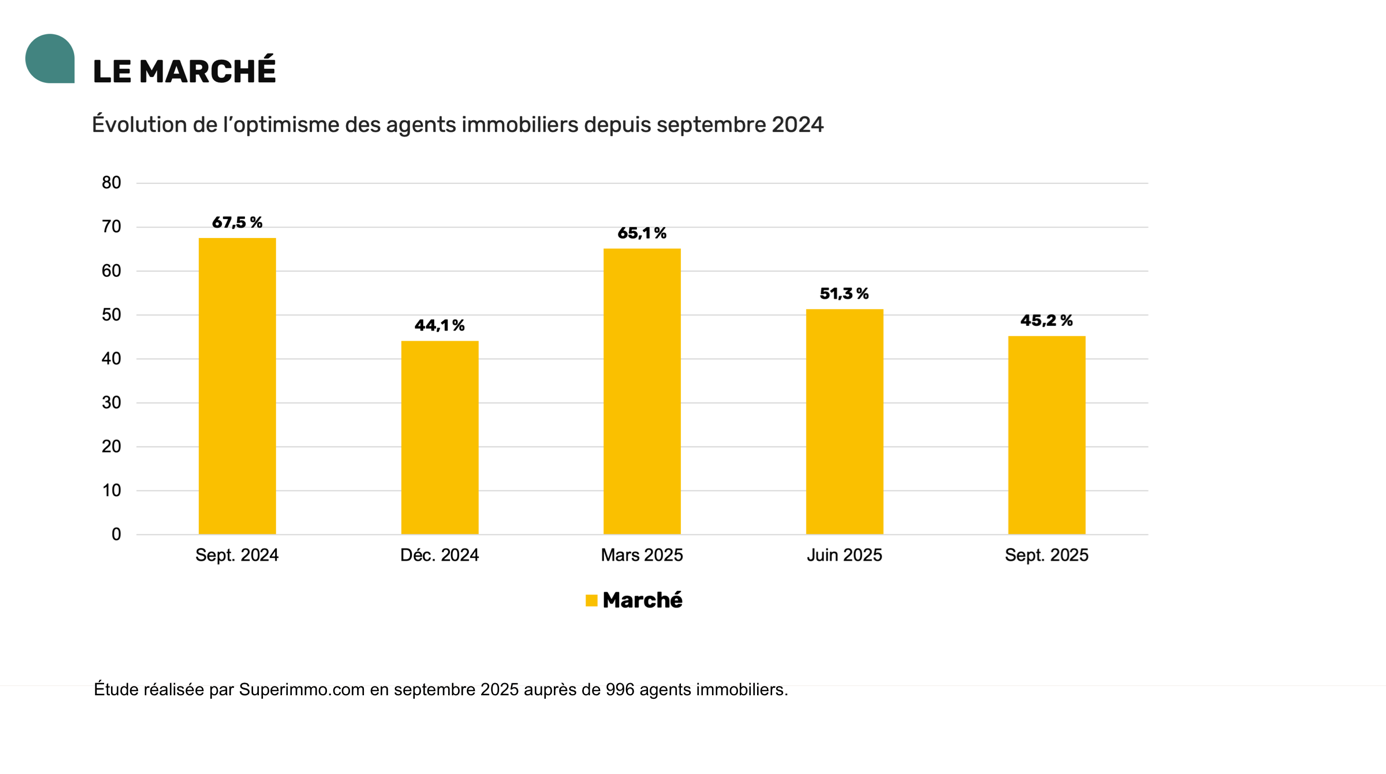 LE MARCHÉ
Évolution de l’optimisme des agents immobiliers depuis septembre 2024
80
70
60
50
40
30
20
10
0
67,5 %
44,1 %
65,1 %
51,3 %
45,2 %
Sept. 2024
Déc. 2024
Mars 2025
Juin 2025
Sept. 2025
Marché
Étude réalisée par Superimmo.com en septembre 2025 auprès de 996 agents immobiliers.